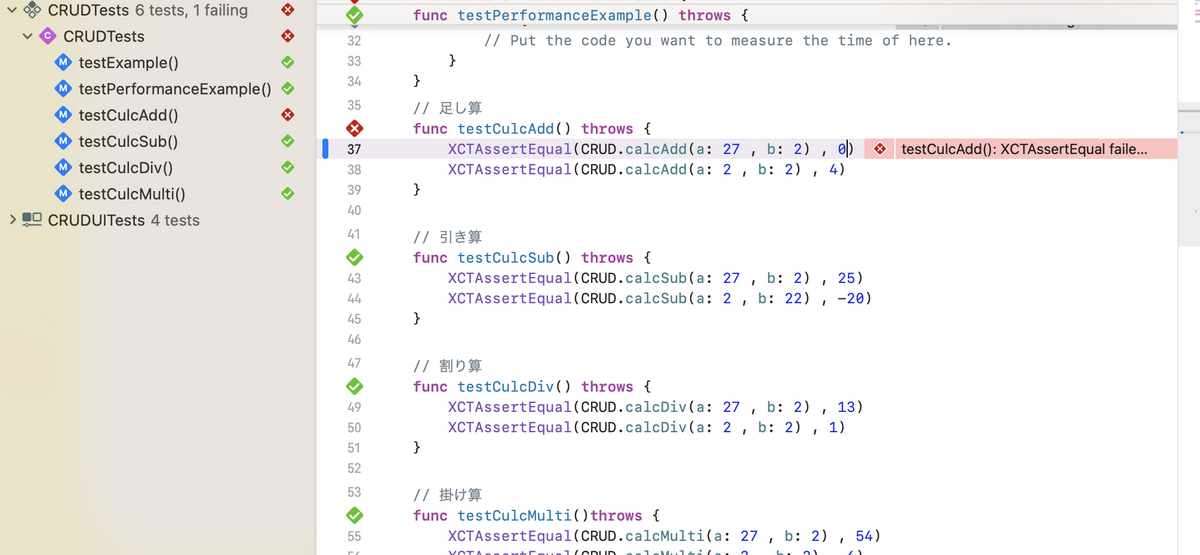 CRUDTests 6 tests, 1 failing
C CRUDTests
M testExample()
M testPerformanceExample()
M testCulcAdd()
M testCulcSub()
M testCulcDiv()
M testCulcMulti()
CRUDUITests 4 tests
func testPerformanceExample() throws {
32 // Put the code you want to measure the time of here.
33 }
34 }
35 // 足し算
func testCulcAdd() throws {
37 XCTAssertEqual(CRUD.calcAdd(a: 27 , b: 2) , 0) testCulcAdd(): XCTAssertEqual faile...
38 XCTAssertEqual(CRUD.calcAdd(a: 2 , b: 2) , 4)
39 }
40
41 // 引き算
func testCulcSub() throws {
43 XCTAssertEqual(CRUD.calcSub(a: 27 , b: 2) , 25)
44 XCTAssertEqual(CRUD.calcSub(a: 2 , b: 22) , -20)
45 }
46
47 // 割り算
func testCulcDiv() throws {
49 XCTAssertEqual(CRUD.calcDiv(a: 27 , b: 2) , 13)
50 XCTAssertEqual(CRUD.calcDiv(a: 2 , b: 2) , 1)
51 }
52
53 // 掛け算
func testCulcMulti()throws {
55 XCTAssertEqual(CRUD.calcMulti(a: 27 , b: 2) , 54)